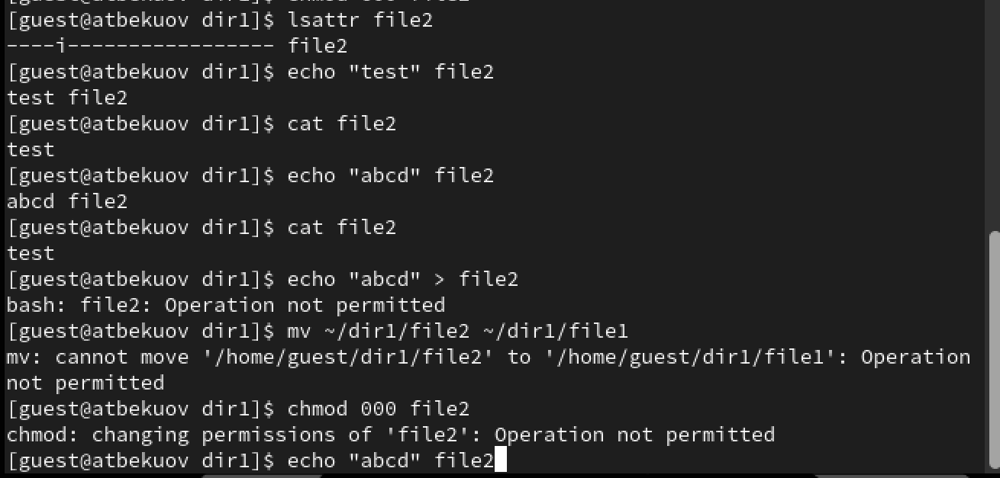 [guest@atbekuov dir1]$ lsattr file2
----i----------------- file2
[guest@atbekuov dir1]$ echo "test" file2
test file2
[guest@atbekuov dir1]$ cat file2
test
[guest@atbekuov dir1]$ echo "abcd" file2
abcd file2
[guest@atbekuov dir1]$ cat file2
test
[guest@atbekuov dir1]$ echo "abcd" > file2
bash: file2: Operation not permitted
[guest@atbekuov dir1]$ mv ~/dir1/file2 ~/dir1/file1
mv: cannot move '/home/guest/dir1/file2' to '/home/guest/dir1/file1': Operation
not permitted
[guest@atbekuov dir1]$ chmod 000 file2
chmod: changing permissions of 'file2': Operation not permitted
[guest@atbekuov dir1]$ echo "abcd" file2